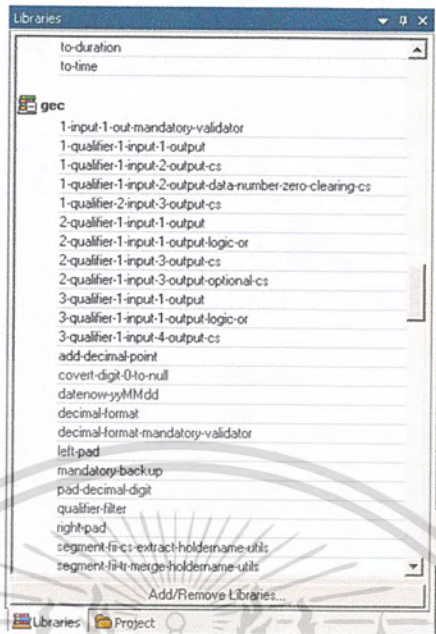 Libraries
to-duration
to-time
gec
1-input-1-out-mandatory-validator
1-qualifier-1-input-1-output
1-qualifier-1-input-2-output-cs
1-qualifier-1-input-2-output-data-number-zero-clearing-cs
1-qualifier-2-input-3-output-cs
2-qualifier-1-input-1-output
2-qualifier-1-input-1-output-logic-or
2-qualifier-1-input-3-output-cs
2-qualifier-1-input-3-output-optional-cs
3-qualifier-1-input-1-output
3-qualifier-1-input-1-output-logic-or
3-qualifier-1-input-4-output-cs
add-decimal-point
covert-digit-0-to-null
datenow-yyMMdd
decimal-format
decimal-format-mandatory-validator
left-pad
mandatory-backup
pad-decimal-digit
qualifier-filter
right-pad
segment-fii-cs-extract-holdername-utils
segment-fii-tr-merge-holdername-utils
Add/Remove Libraries...
Libraries Project